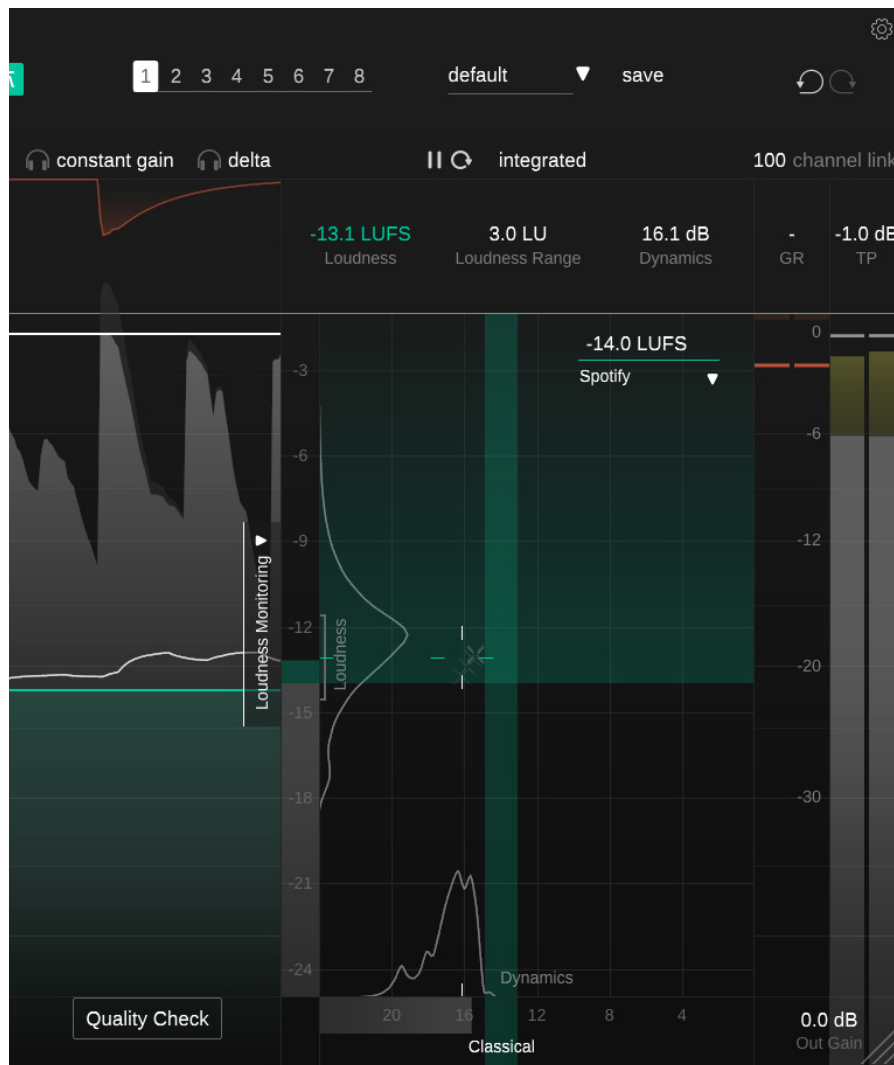 1 2 3 4 5 6 7 8 default save
constant gain delta integrated 100 channel link
-13.1 LUFS 3.0 LU 16.1 dB - -1.0 dB
Loudness Loudness Range Dynamics GR TP
-14.0 LUFS
Spotify
0
-3
-6
-6
-9
-12
-12
-20
-15
-18
-30
-21
-24
Loudness Monitoring
Loudness
Dynamics
20 16 12 8 4
Classical
Quality Check
0.0 dB
Out Gain